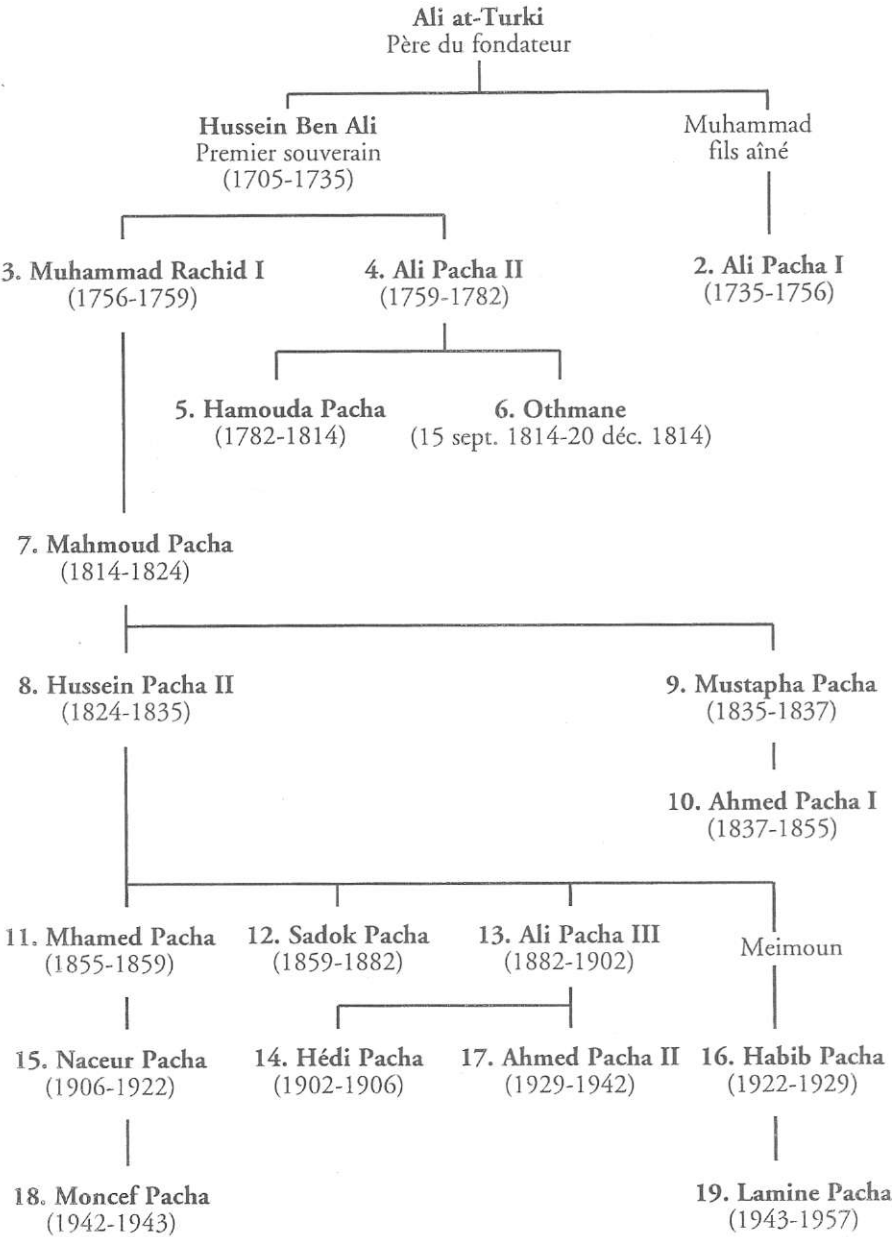 Ali at-Turki
Père du fondateur
Hussein Ben Ali
Premier souverain
(1705-1735)
Muhammad
fils aîné
3. Muhammad Rachid I
(1756-1759)
4. Ali Pacha II
(1759-1782)
2. Ali Pacha I
(1735-1756)
5. Hamouda Pacha
(1782-1814)
6. Othmane
(15 sept. 1814-20 déc. 1814)
7. Mahmoud Pacha
(1814-1824)
8. Hussein Pacha II
(1824-1835)
9. Mustapha Pacha
(1835-1837)
10. Ahmed Pacha I
(1837-1855)
11. Mhamed Pacha
(1855-1859)
12. Sadok Pacha
(1859-1882)
13. Ali Pacha III
(1882-1902)
Meimoun
15. Naceur Pacha
(1906-1922)
14. Hédi Pacha
(1902-1906)
17. Ahmed Pacha II
(1929-1942)
16. Habib Pacha
(1922-1929)
18. Moncef Pacha
(1942-1943)
19. Lamine Pacha
(1943-1957)